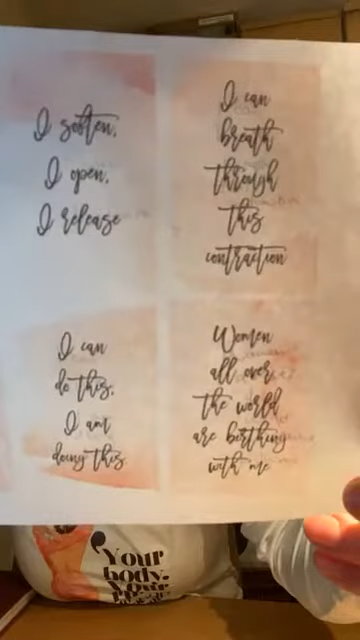 I soften,
I open,
I release
I can
breath
through
this
contraction
I can
do this,
I am
doing this
Women
all over
the world
are birthing
with me
Your
body,
Your